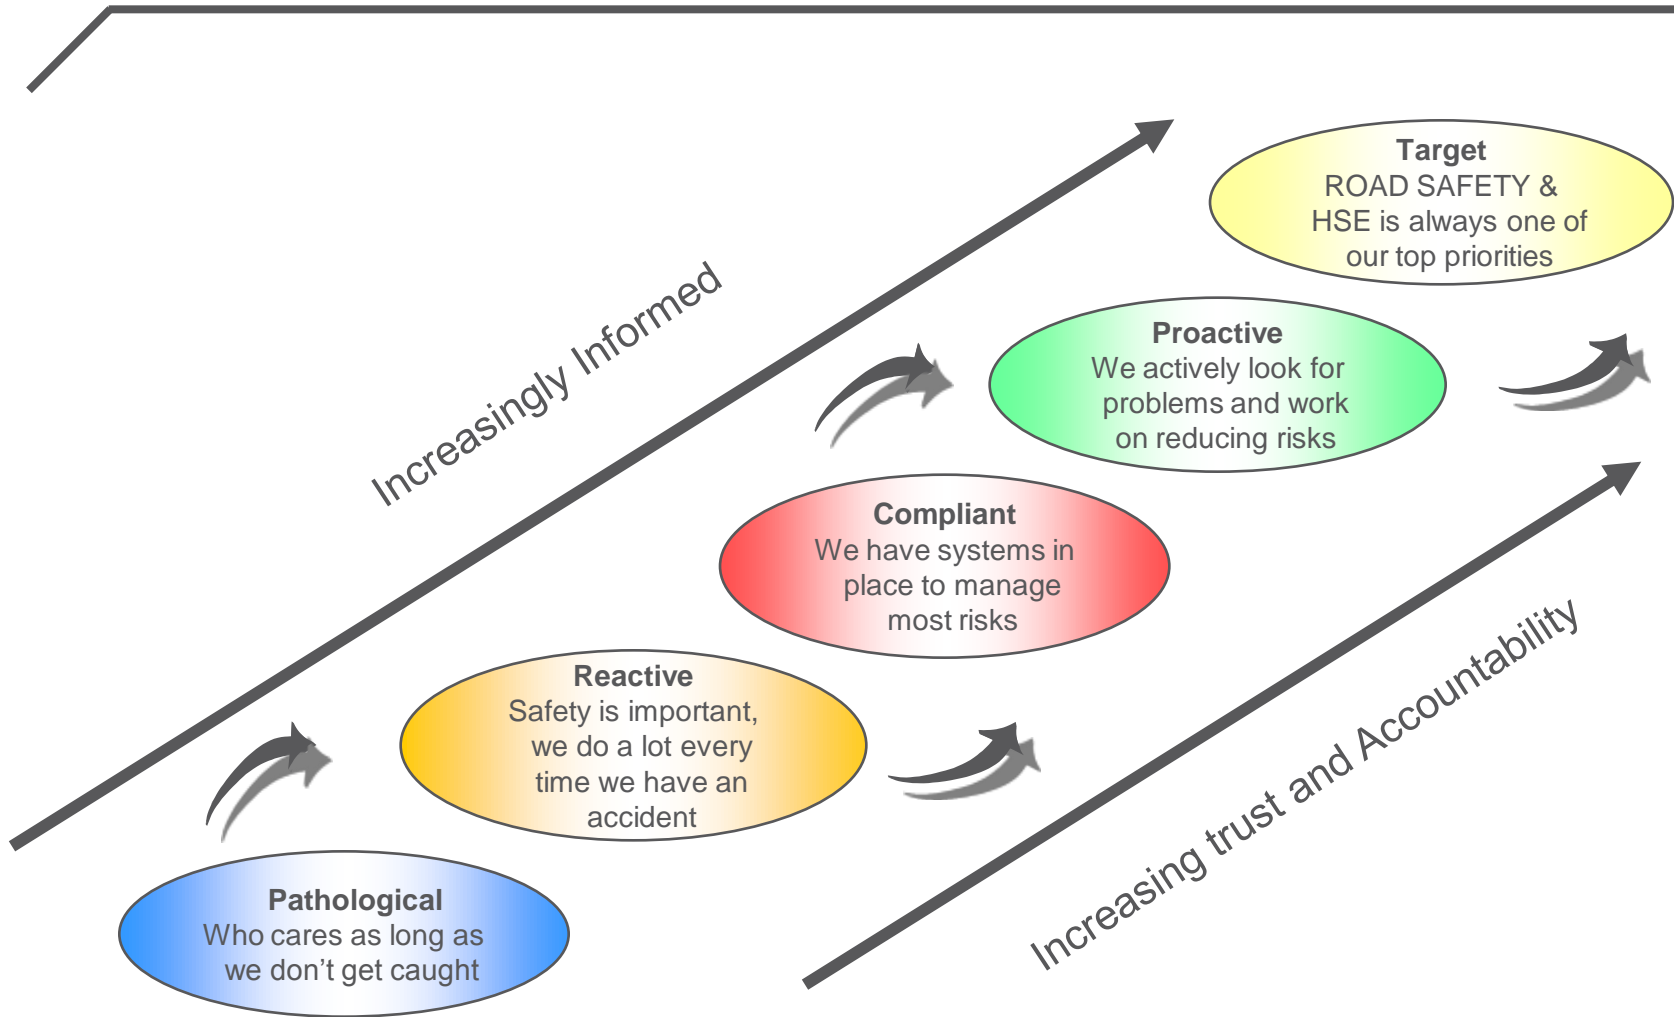 Target
ROAD SAFETY &
HSE is always one of
our top priorities
Increasingly Informed
Proactive
We actively look for
problems and work
on reducing risks
Compliant
We have systems in
place to manage
most risks
Increasing trust and Accountability
Reactive
Safety is important,
we do a lot every
time we have an
accident
Pathological
Who cares as long as
we don’t get caught